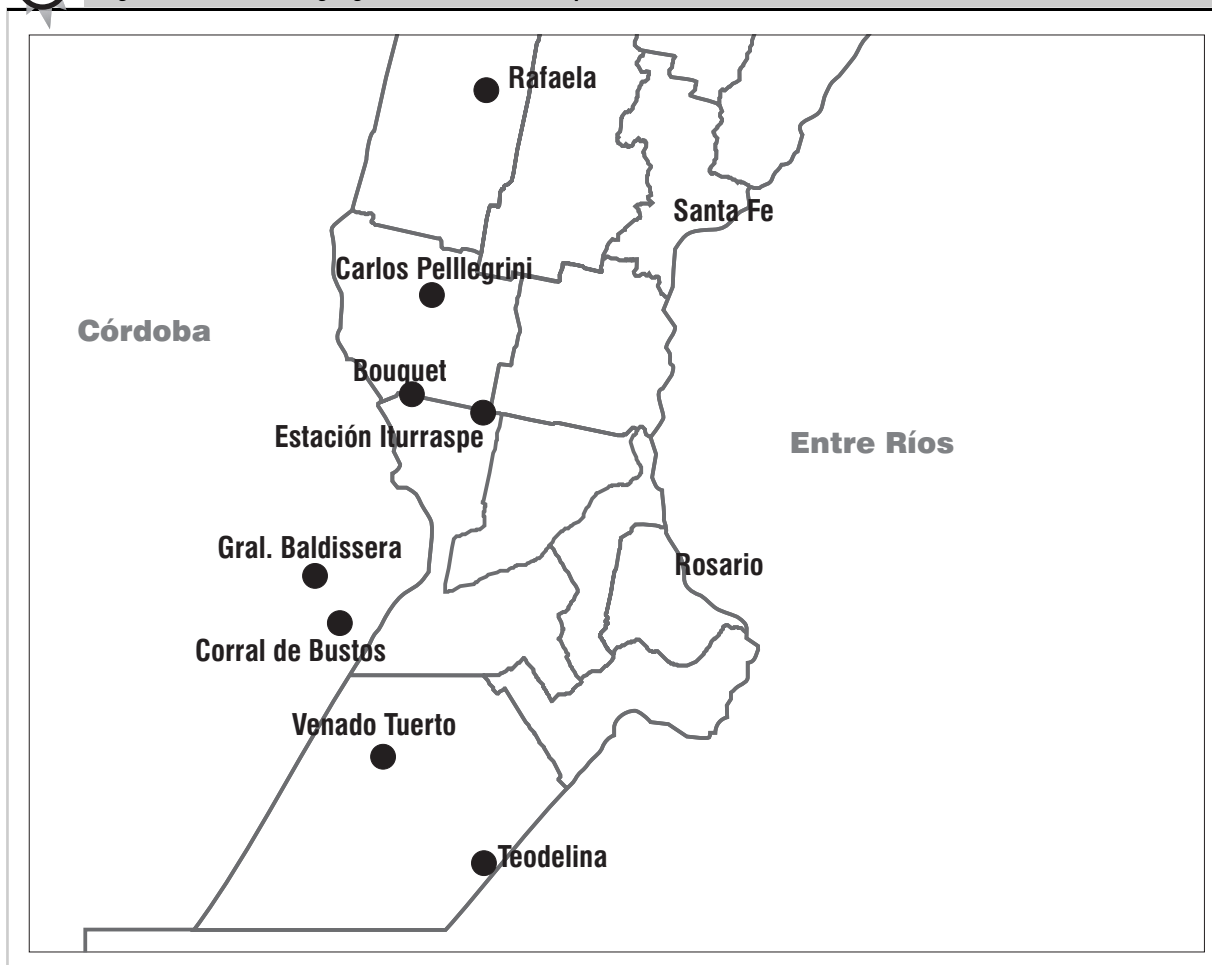 Rafaela
Santa Fe
Carlos Pelllegrini
Córdoba
Bouquet
Estación Iturraspe
Entre Ríos
Gral. Baldissera
Rosario
Corral de Bustos
Venado Tuerto
Teodelina